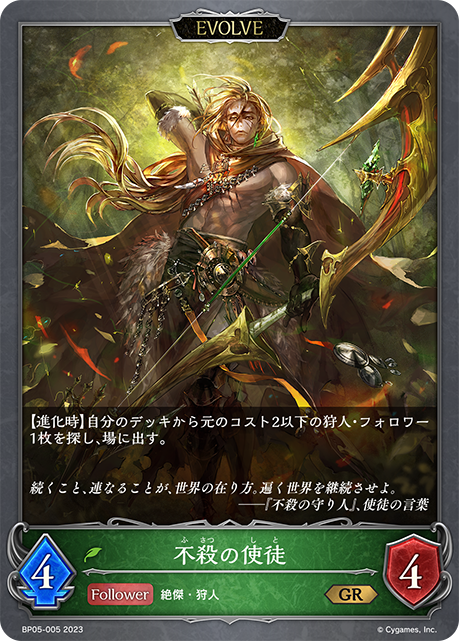 EVOLVE
【進化時】自分のデッキから元のコスト2以下の狩人・フォロワー
1枚を探し、場に出す。
続くこと、連なることが、世界の在り方。遍く世界を継続させよ。
――『不殺の守り人』、使徒の言葉
ふさつ しと
不殺の使徒
4
Follower
絶傑・狩人
GR
4
BP05-005 2023
© Cygames, Inc.